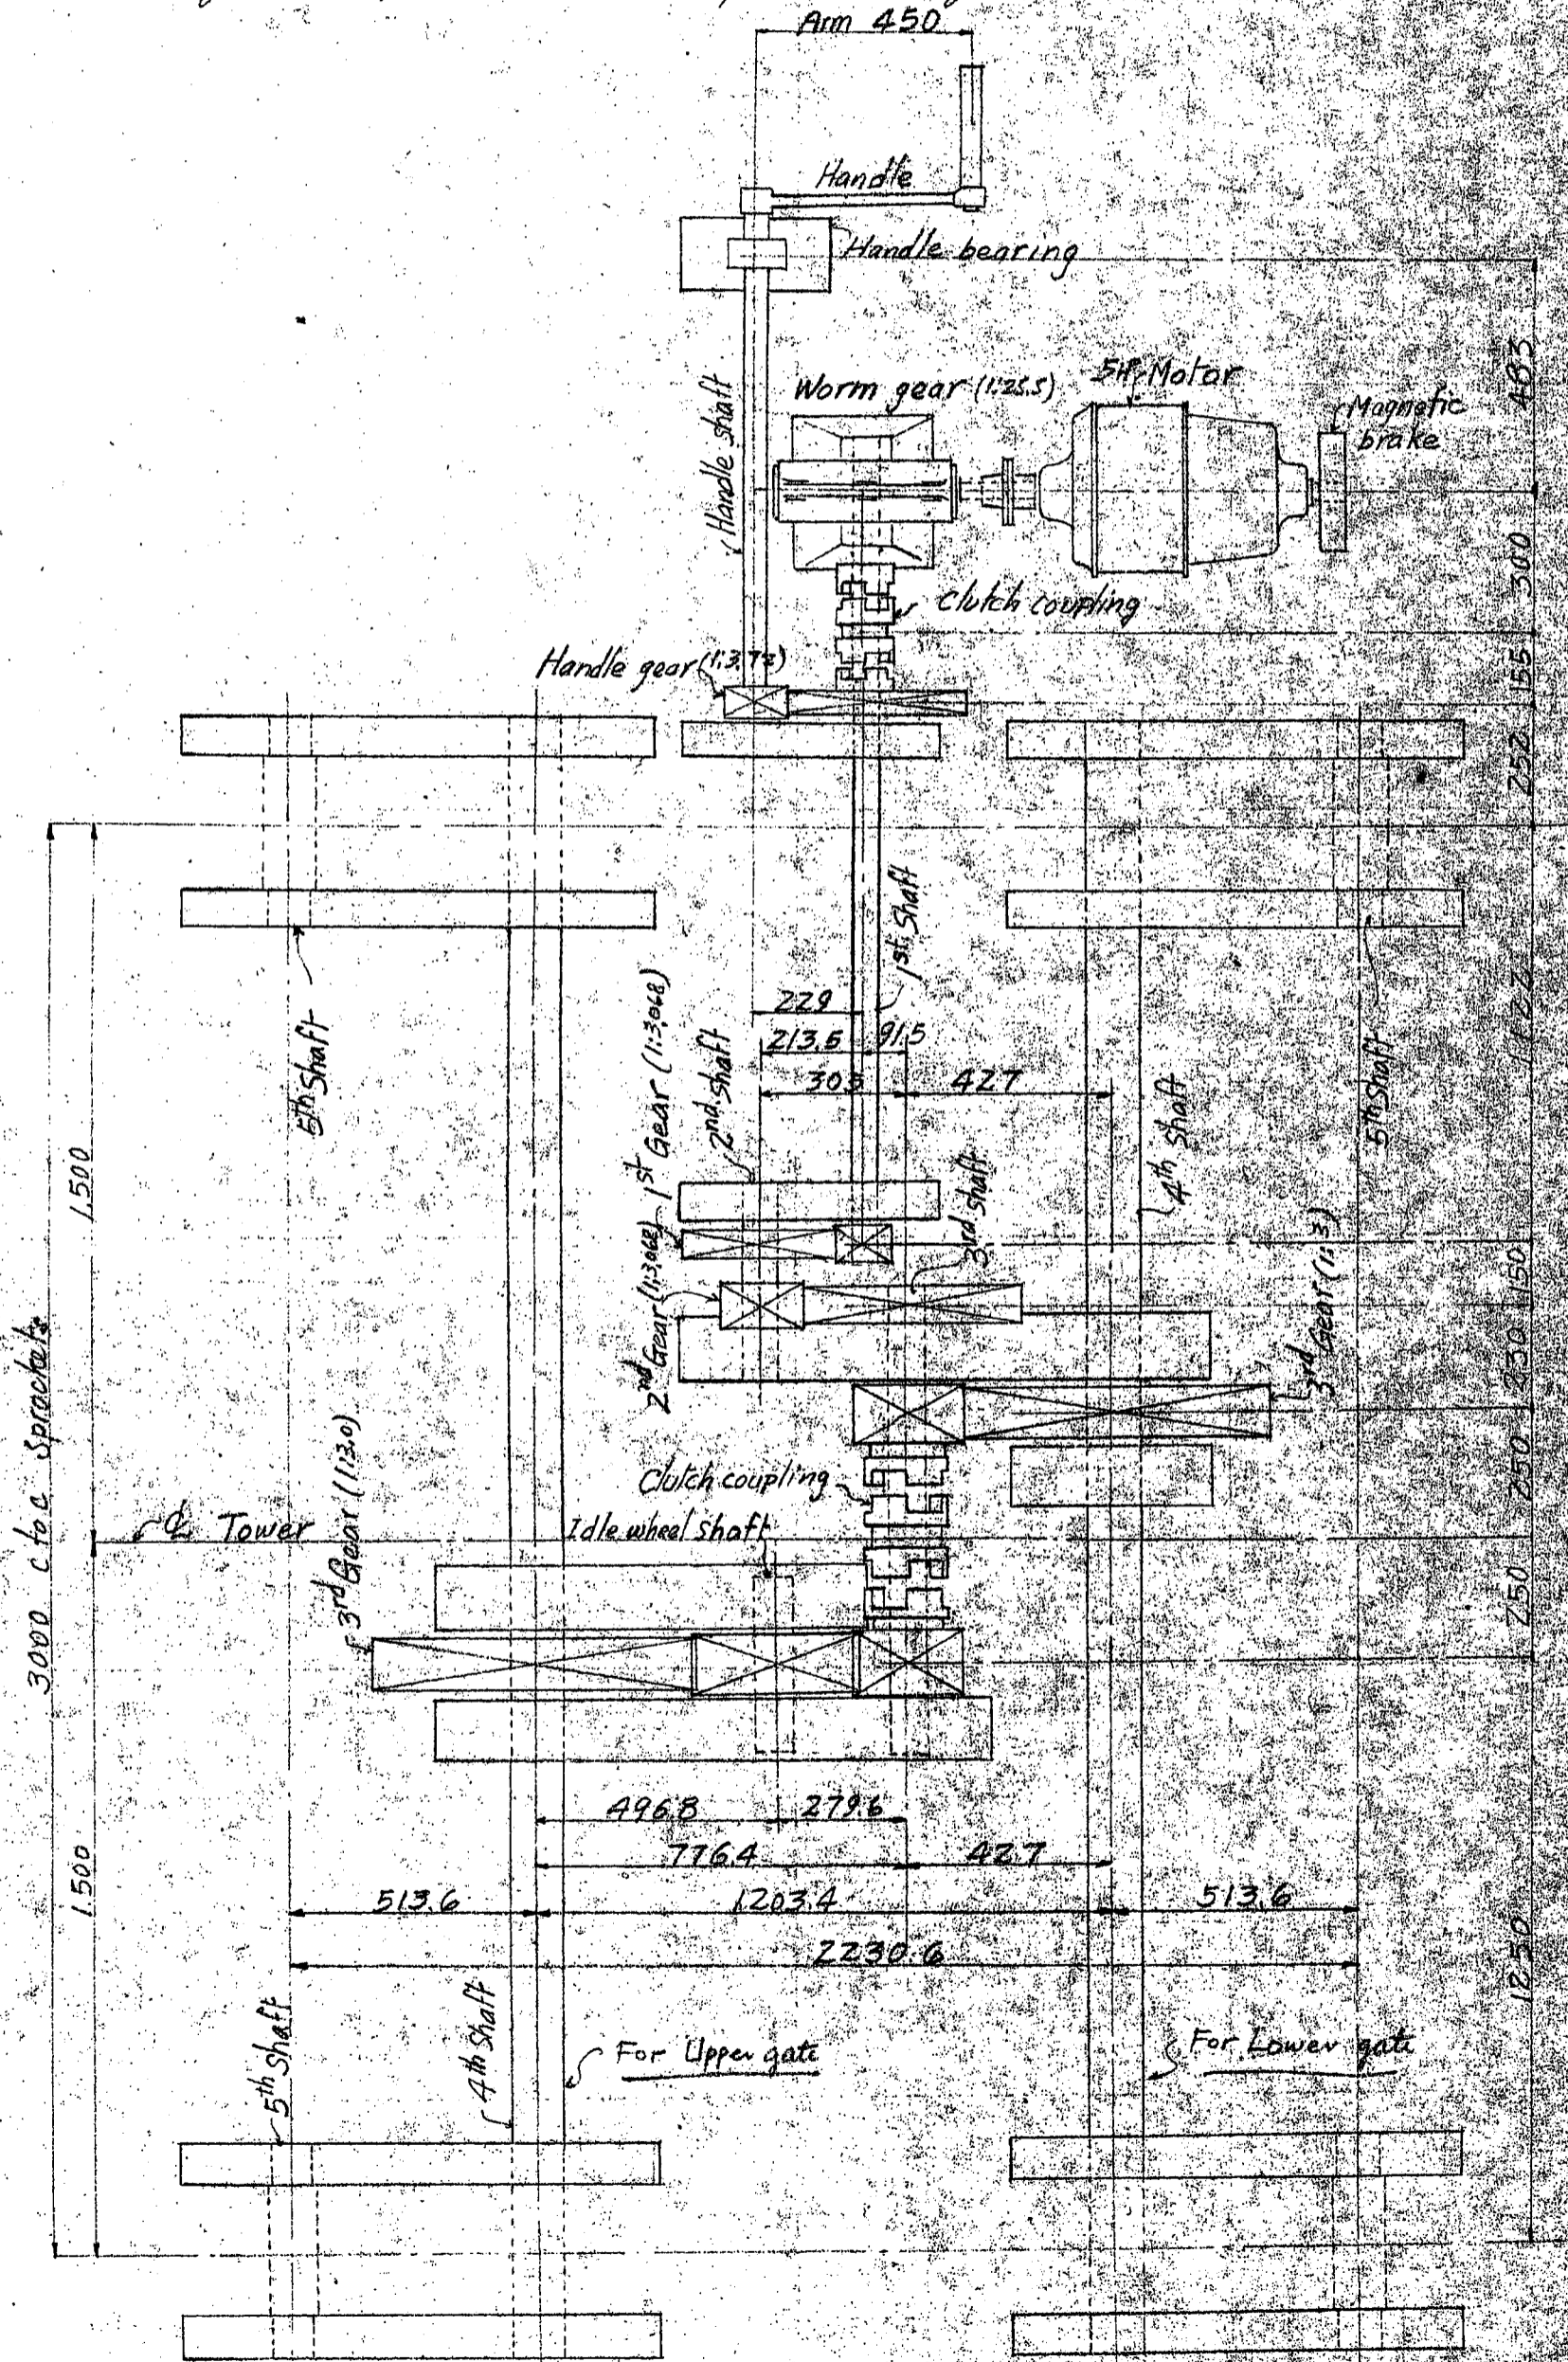 Arm 450
Handle
Handle bearing
483
Handle shaft
Worm gear (1:25.5)
5HP. Motor
Magnetic
brake
300
Clutch coupling
155
Handle gear (1:3.72)
252
1st. Shaft
1122
229
213.5 91.5
305 427
5th Shaft
1st Gear (1:3.068)
2nd. shaft
4th Shaft
5th Shaft
1500
3rd shaft
2nd Gear (1:3.068)
3rd Gear (1:3)
150
230
3000 c to c Sprockets
3rd Gear (1:3.0)
Clutch coupling
250
℄ Tower
Idle wheel shaft
250
496.8 279.6
776.4 427
1500
513.6 1203.4 513.6
2230.6
1250
5th Shaft
4th Shaft
For Upper gate
For Lower gate